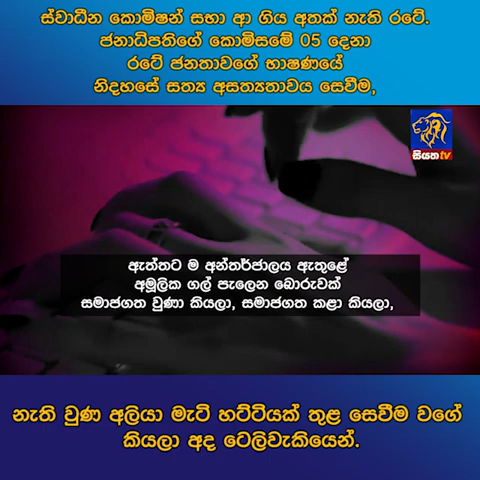 ස්වාධීන කොමිෂන් සභා ආ ගිය අතක් නැති රටේ.
ජනාධිපතිගේ කොමිසමේ 05 දෙනා
රටේ ජනතාවගේ භාෂණයේ
නිදහසේ සත්‍ය අසත්‍යතාවය සෙවීම,
සියත tv
ඇත්තට ම අන්තර්ජාලය ඇතුළේ
අමූලික ගල් පැලෙන බොරුවක්
සමාජගත වුණා කියලා, සමාජගත කළා කියලා,
නැති වුණ අලියා මැටි හට්ටියක් තුළ සෙවීම වගේ
කියලා අද ටෙලිවැකියෙන්.